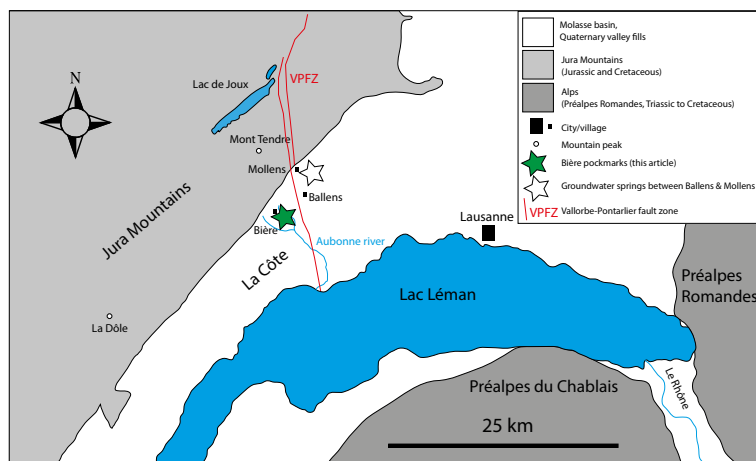 N
Lac de Joux
VPFZ
Mont Tendre
Mollens
Ballens
Bière
Aubonne river
Jura Mountains
La Côte
La Dôle
Lausanne
Lac Léman
Préalpes
Romandes
Préalpes du Chablais
Le Rhône
25 km
Molasse basin,
Quaternary valley fills
Jura Mountains
(Jurassic and Cretaceous)
Alps
(Préalpes Romandes, Triassic to Cretaceous)
City/village
Mountain peak
Bière pockmarks (this article)
Groundwater springs between Ballens & Mollens
VPFZ Vallorbe-Pontarlier fault zone